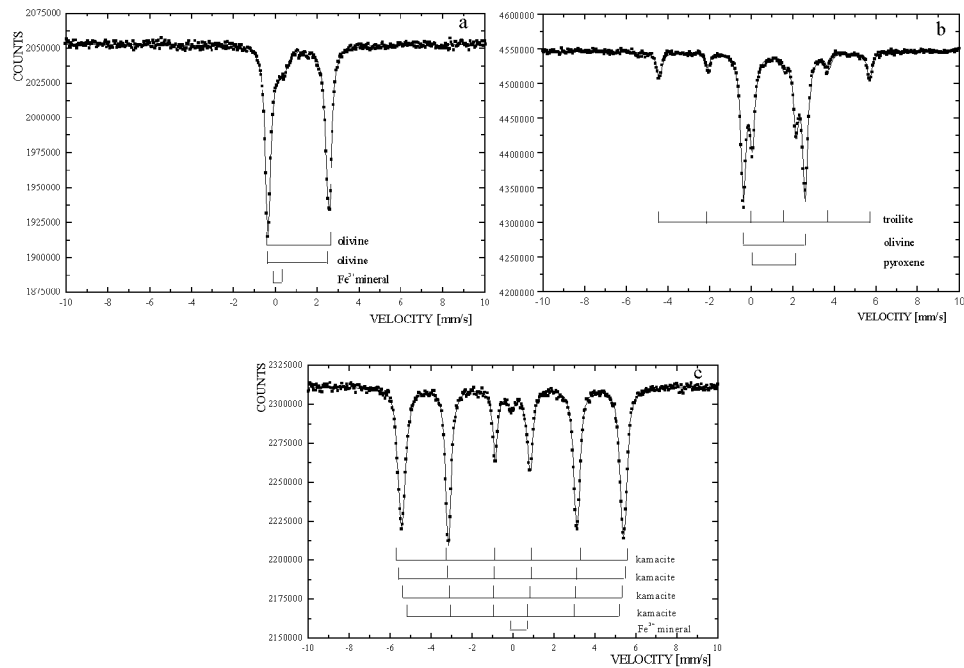 a
COUNTS
2075000
2050000
2025000
2000000
1975000
1950000
1925000
1900000
1875000
olivine
olivine
Fe³⁺mineral
-10 -8 -6 -4 -2 0 2 4 6 8 10
VELOCITY [mm/s]
b
4600000
4550000
4500000
4450000
4400000
4350000
4300000
4250000
4200000
troilite
olivine
pyroxene
-10 -8 -6 -4 -2 0 2 4 6 8 10
VELOCITY [mm/s]
c
COUNTS
2325000
2300000
2275000
2250000
2225000
2200000
2175000
2150000
kamacite
kamacite
kamacite
kamacite
Fe³⁺mineral
-10 -8 -6 -4 -2 0 2 4 6 8 10
VELOCITY [mm/s]